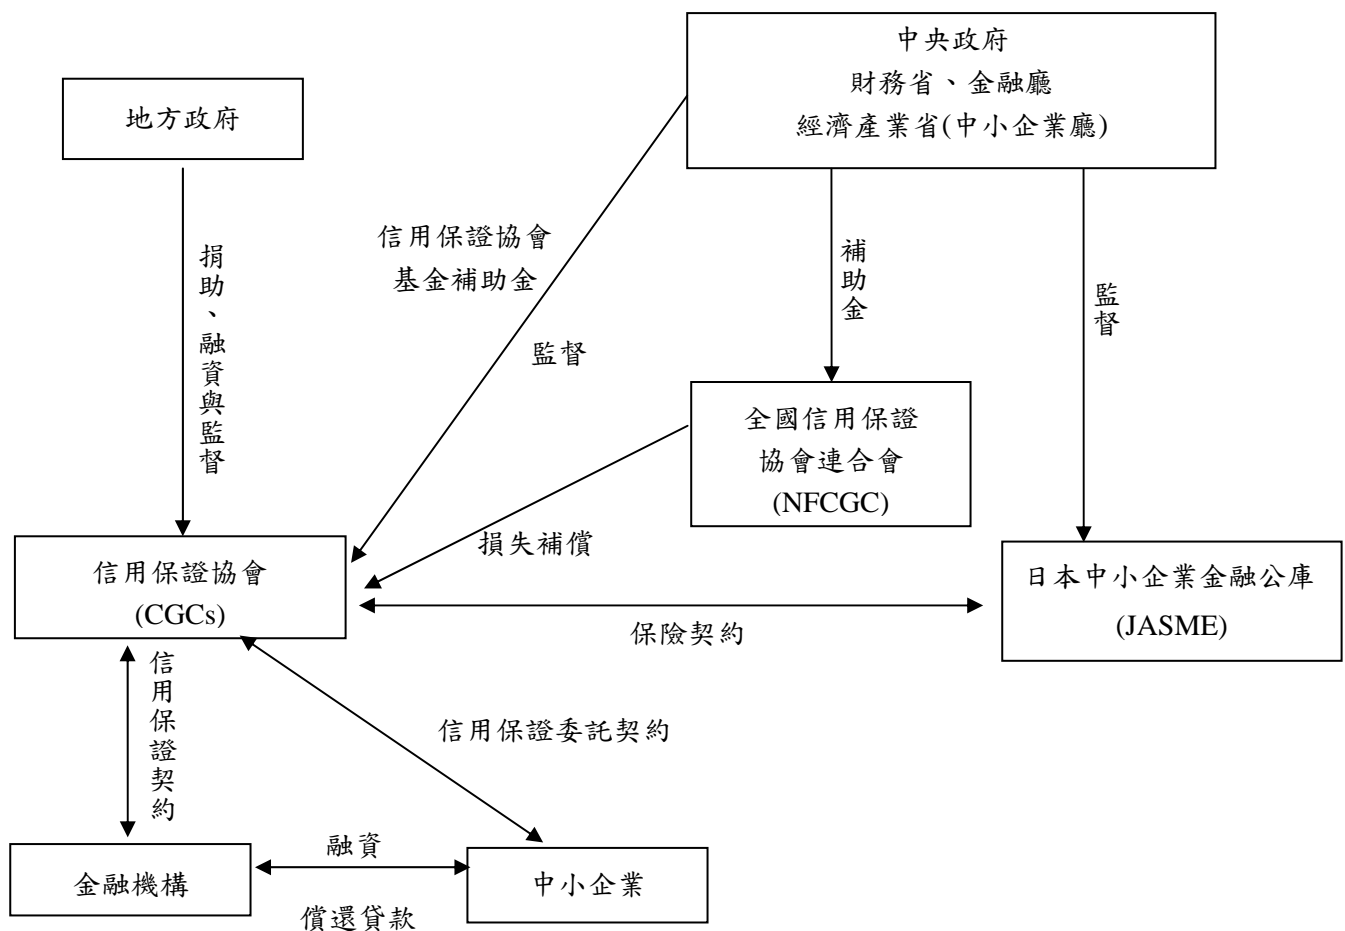 中央政府
財務省、金融廳
經濟產業省(中小企業廳)
地方政府
捐助、融資與監督
信用保證協會
基金補助金
監督
補助金
監督
全國信用保證
協會連合會
(NFCGC)
損失補償
信用保證協會
(CGCs)
日本中小企業金融公庫
(JASME)
保險契約
信用保證契約
信用保證委託契約
金融機構
融資
償還貸款
中小企業